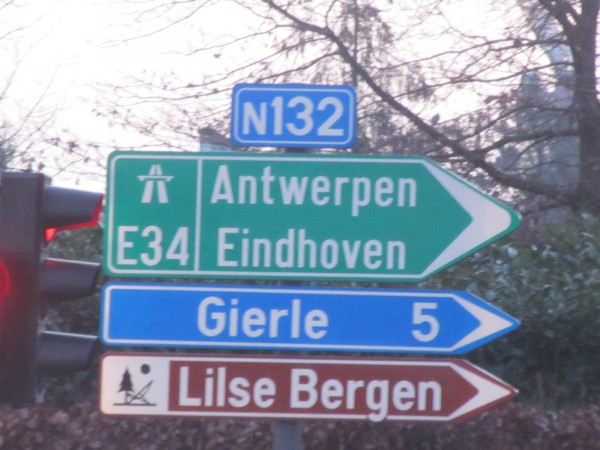 N132
Antwerpen
E34 Eindhoven
Gierle 5
Lilse Bergen